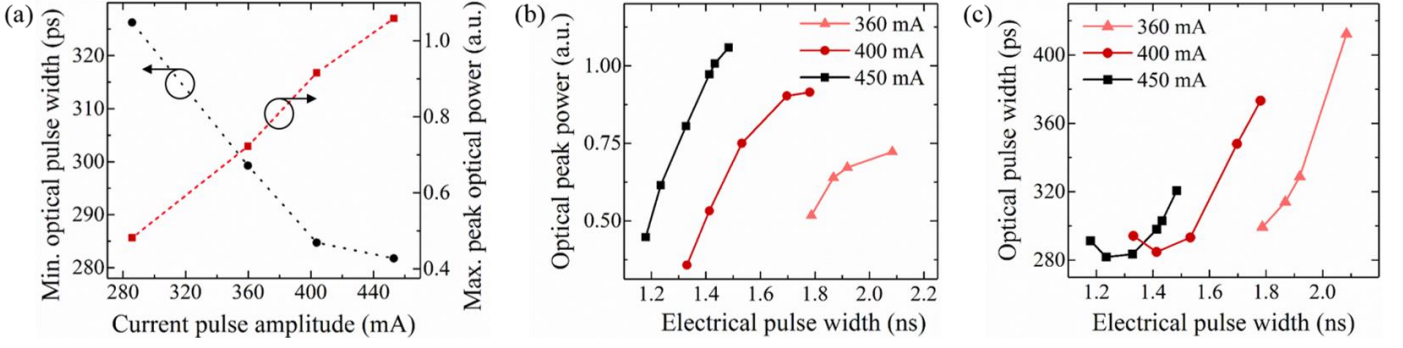 (a)
Min. optical pulse width (ps)
320
310
300
290
280
280 320 360 400 440
Current pulse amplitude (mA)
1.0
0.8
0.6
0.4
Max. peak optical power (a.u.)
(b)
Optical peak power (a.u.)
1.00
0.75
0.50
360 mA
400 mA
450 mA
1.2 1.4 1.6 1.8 2.0 2.2
Electrical pulse width (ns)
(c)
Optical pulse width (ps)
400
360
320
280
360 mA
400 mA
450 mA
1.2 1.4 1.6 1.8 2.0
Electrical pulse width (ns)